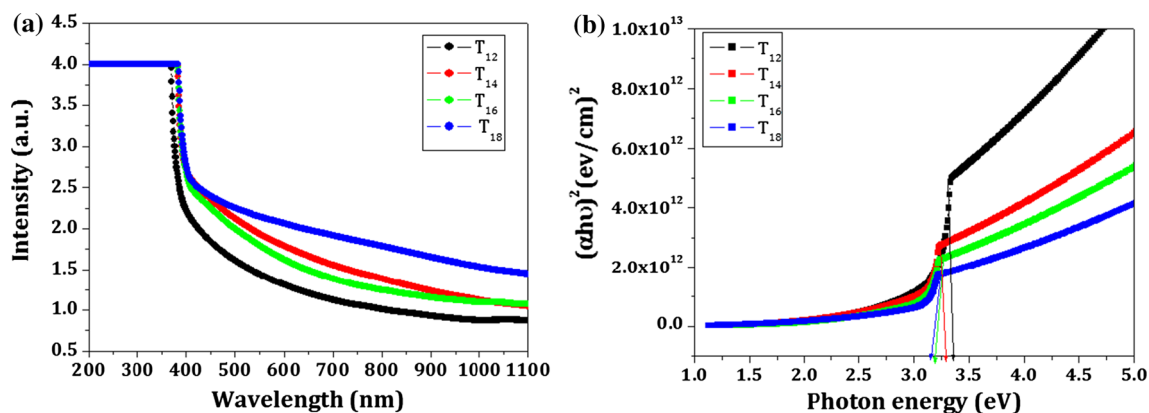 (a)
4.5
4.0
3.5
3.0
2.5
2.0
1.5
1.0
0.5
Intensity (a.u.)
T12
T14
T16
T18
200 300 400 500 600 700 800 900 1000 1100
Wavelength (nm)
(b)
1.0x10^13
8.0x10^12
6.0x10^12
4.0x10^12
2.0x10^12
0.0
(αhυ)^2 (ev/cm)^2
T12
T14
T16
T18
1.0 1.5 2.0 2.5 3.0 3.5 4.0 4.5 5.0
Photon energy (eV)